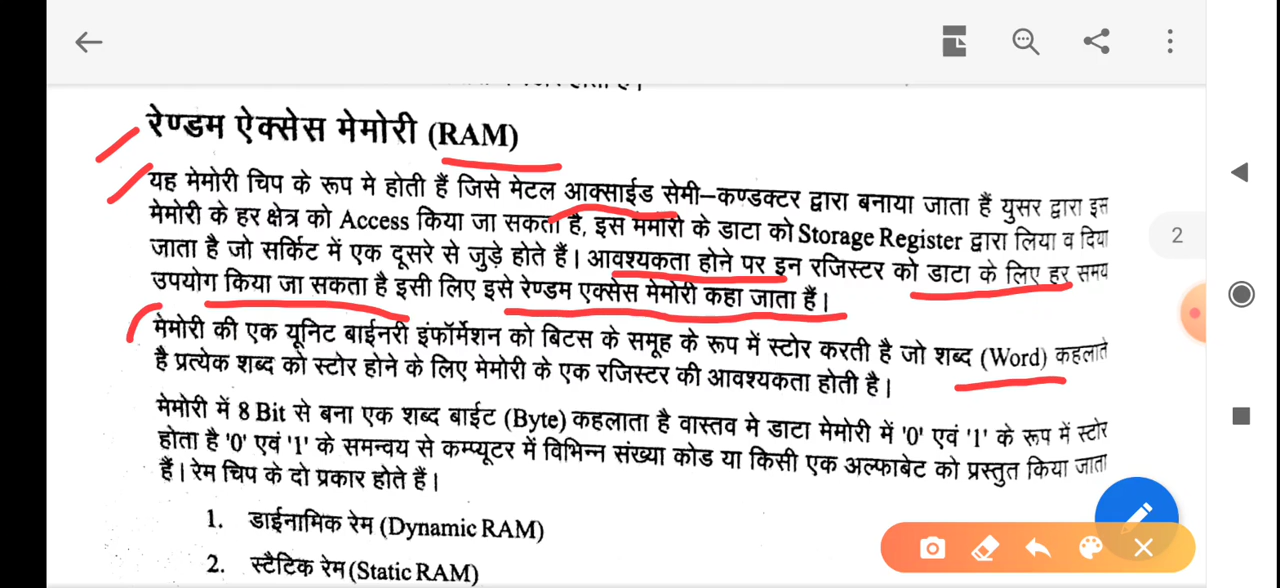 रेण्डम ऐक्सेस मेमोरी (RAM)
यह मेमोरी चिप के रूप मे होती हैं जिसे मेटल आक्साईड सेमी–कण्डक्टर द्वारा बनाया जाता हैं युसर द्वारा इस
मेमोरी के हर क्षेत्र को Access किया जा सकता है, इस मेमोरी के डाटा को Storage Register द्वारा लिया व दिया
जाता है जो सर्किट में एक दूसरे से जुड़े होते हैं। आवश्यकता होने पर इन रजिस्टर को डाटा के लिए हर समय
उपयोग किया जा सकता है इसी लिए इसे रेण्डम एक्सेस मेमोरी कहा जाता हैं।
2
मेमोरी की एक यूनिट बाईनरी इंफॉर्मेशन को बिटस के समूह के रूप में स्टोर करती है जो शब्द (Word) कहलाते
है प्रत्येक शब्द को स्टोर होने के लिए मेमोरी के एक रजिस्टर की आवश्यकता होती है।
मेमोरी में 8 Bit से बना एक शब्द बाईट (Byte) कहलाता है वास्तव मे डाटा मेमोरी में '0' एवं '1' के रूप में स्टोर
होता है '0' एवं '1' के समन्वय से कम्प्यूटर में विभिन्न संख्या कोड या किसी एक अल्फाबेट को प्रस्तुत किया जाता
हैं। रेम चिप के दो प्रकार होते हैं।
1. डाईनामिक रेम (Dynamic RAM)
2. स्टैटिक रेम (Static RAM)